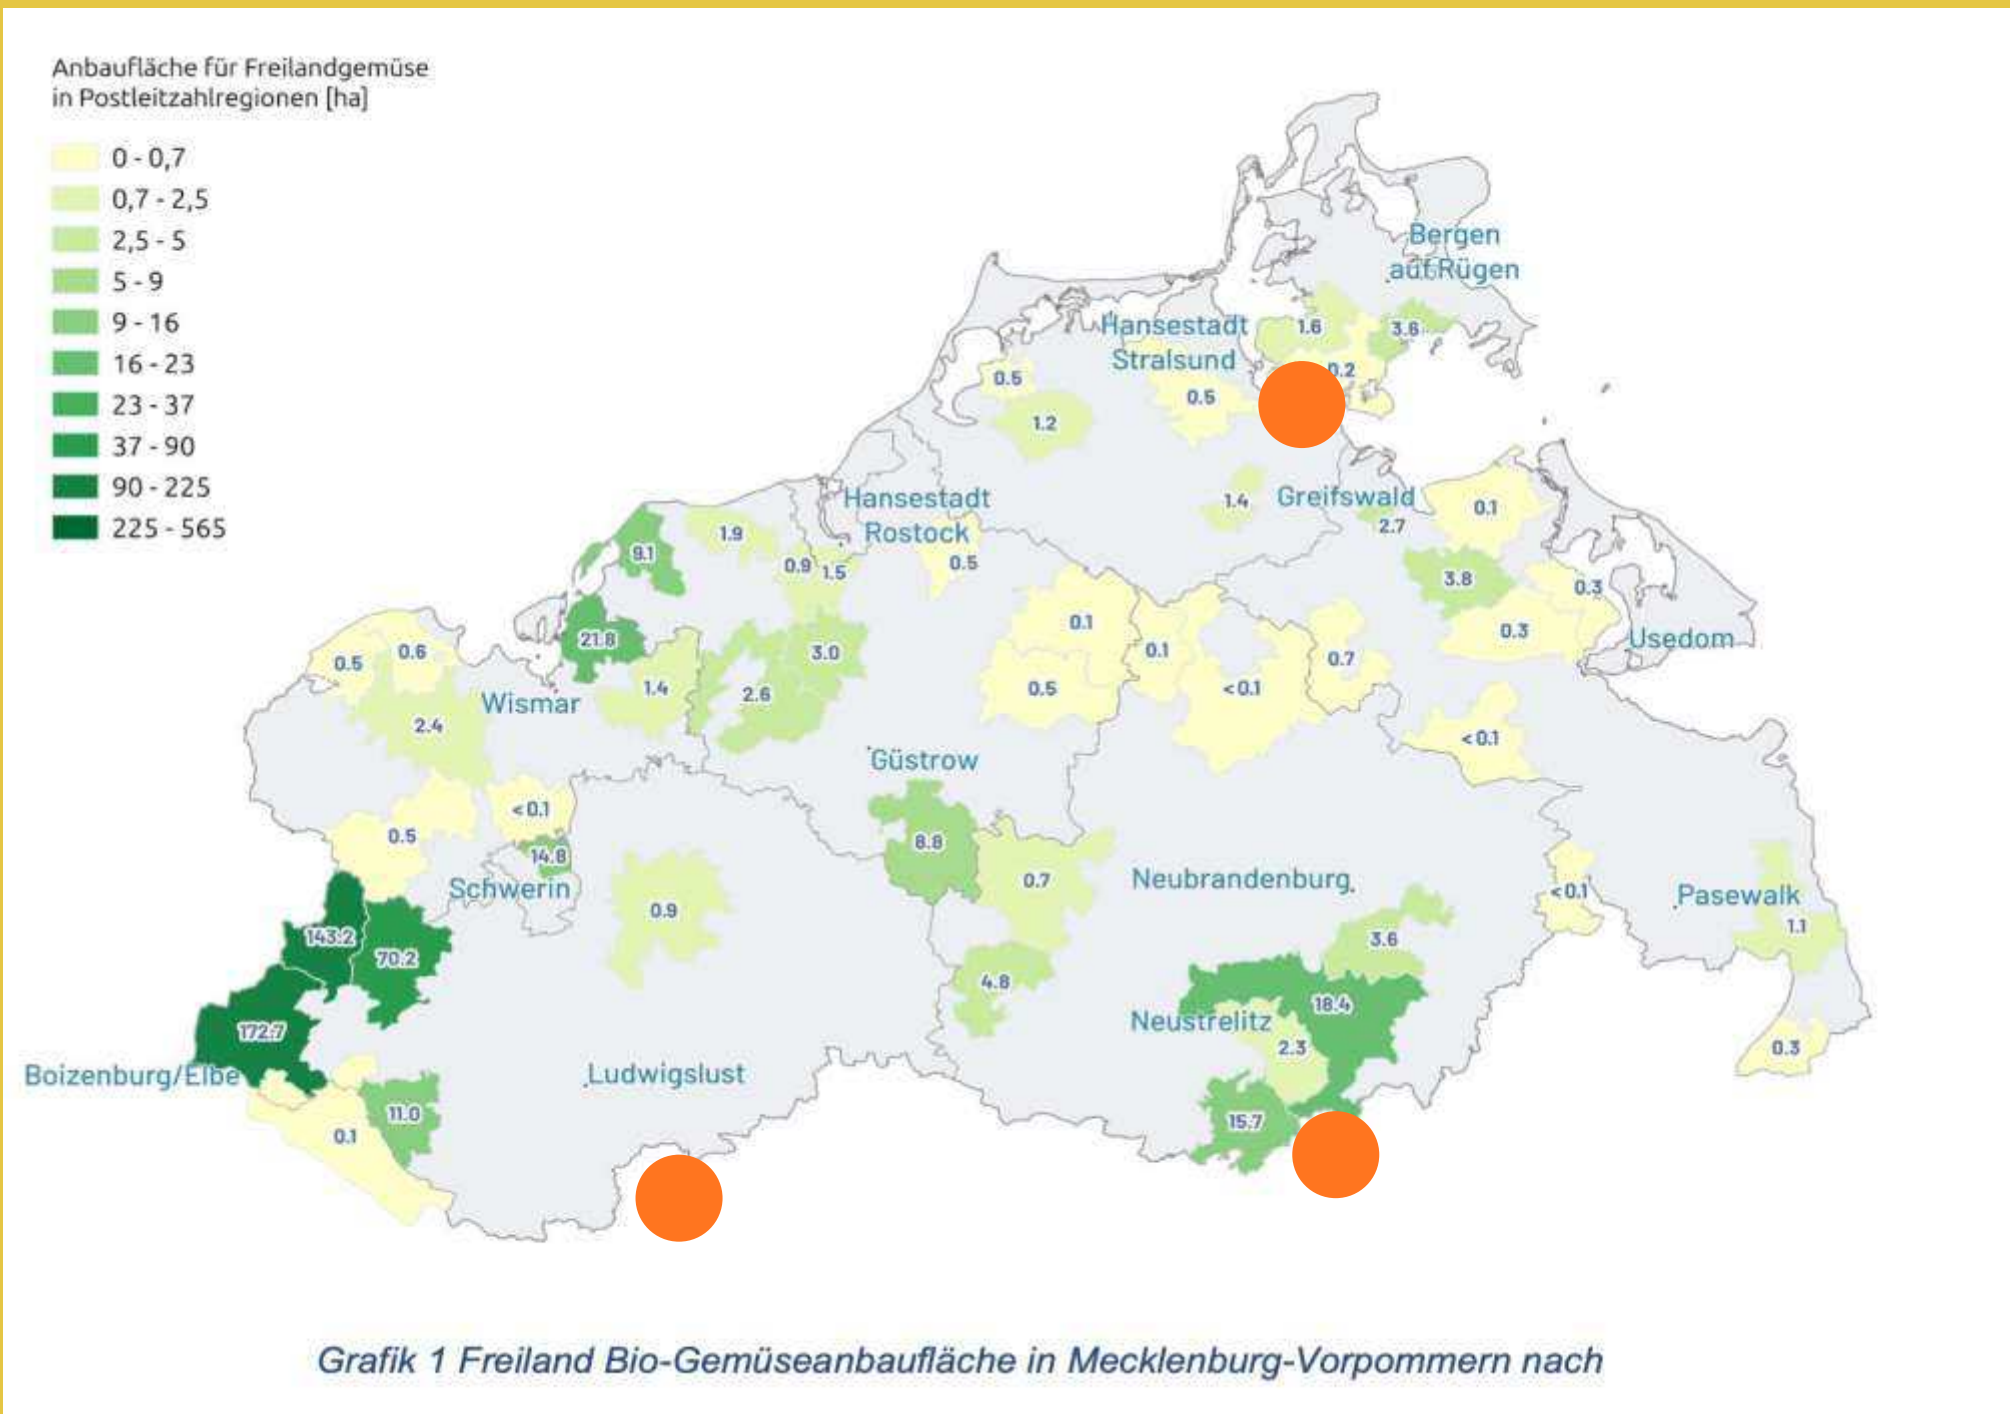 Anbaufläche für Freilandgemüse
in Postleitzahlregionen [ha]
0 - 0,7
0,7 - 2,5
2,5 - 5
5 - 9
9 - 16
16 - 23
23 - 37
37 - 90
90 - 225
225 - 565
Bergen
auf Rügen
Hansestadt
Stralsund
1.6
3.6
0.2
0.5
0.5
1.2
Hansestadt
Rostock
1.4
Greifswald
2.7
0.1
9.1
1.9
0.9
1.5
0.5
3.8
0.3
0.3
Usedom
21.8
0.1
0.1
0.7
0.5
0.6
3.0
1.4
2.6
0.5
<0.1
Wismar
2.4
<0.1
Güstrow
<0.1
0.5
14.8
8.8
Schwerin
0.7
Neubrandenburg
<0.1
Pasewalk
0.9
1.1
143.2
70.2
3.6
4.8
18.4
172.7
Neustrelitz
2.3
0.3
Boizenburg/Elbe
Ludwigslust
11.0
0.1
15.7
Grafik 1 Freiland Bio-Gemüseanbaufläche in Mecklenburg-Vorpommern nach